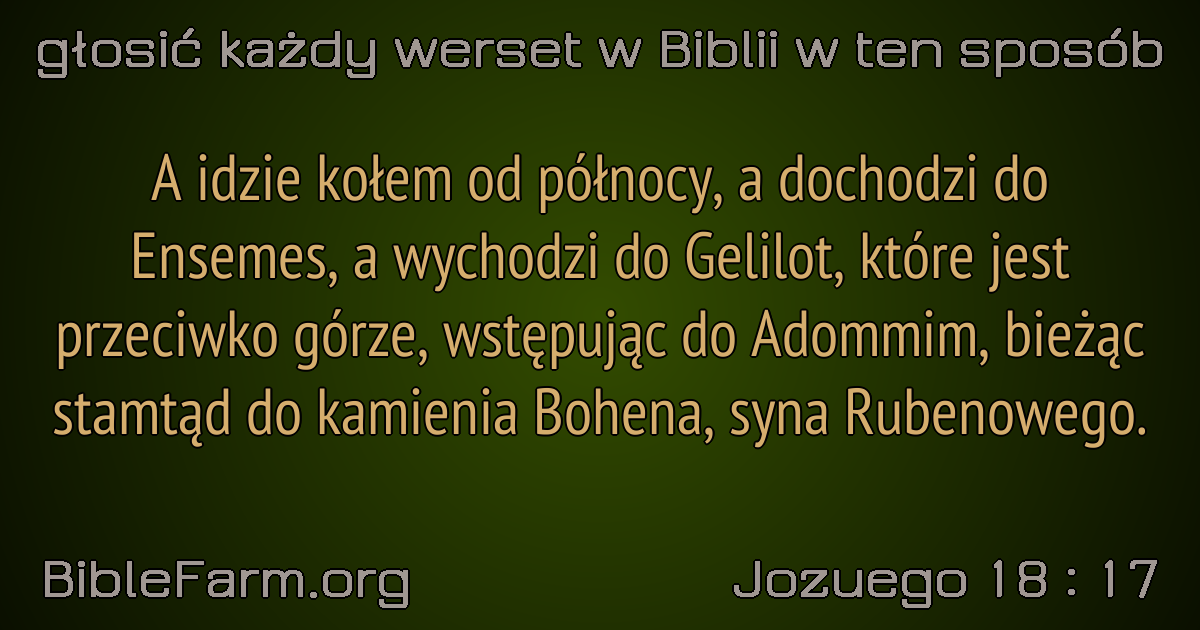 głosić każdy werset w Biblii w ten sposób
A idzie kołem od północy, a dochodzi do
Ensemes, a wychodzi do Gelilot, które jest
przeciwko górze, wstępując do Adommim, bieżąc
stamtąd do kamienia Bohena, syna Rubenowego.
BibleFarm.org
Jozuego 18 : 17